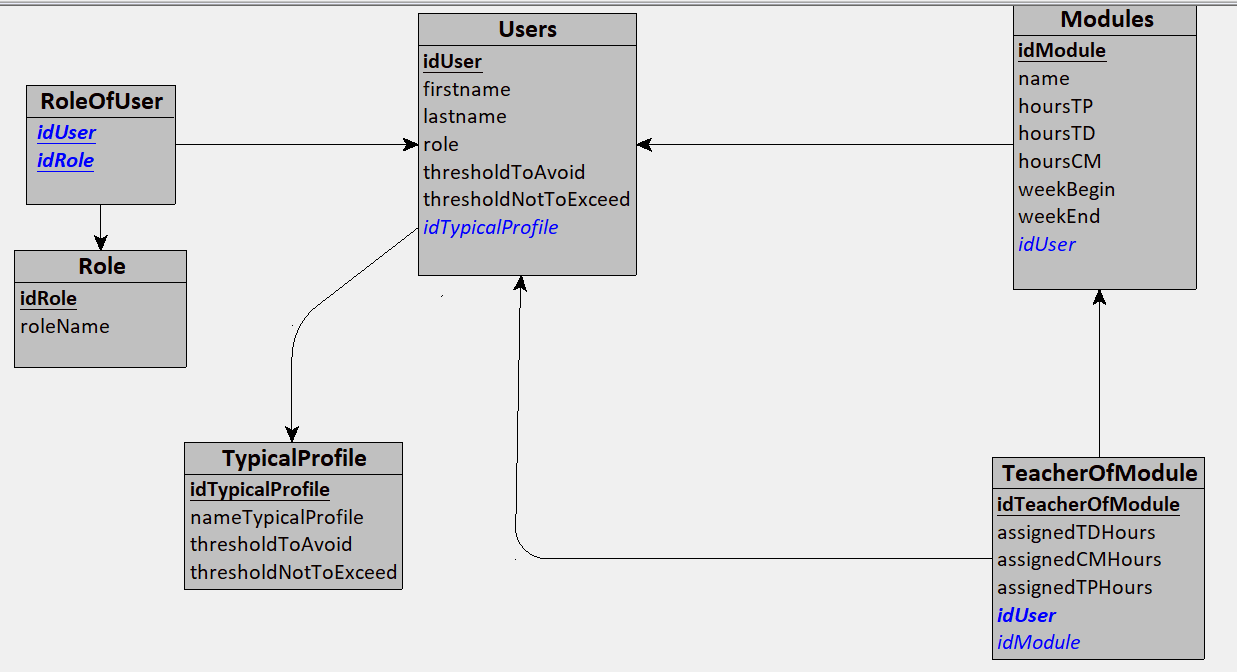 Users
idUser
firstname
lastname
role
thresholdToAvoid
thresholdNotToExceed
idTypicalProfile
Modules
idModule
name
hoursTP
hoursTD
hoursCM
weekBegin
weekEnd
idUser
RoleOfUser
idUser
idRole
Role
idRole
roleName
TypicalProfile
idTypicalProfile
nameTypicalProfile
thresholdToAvoid
thresholdNotToExceed
TeacherOfModule
idTeacherOfModule
assignedTDHours
assignedCMHours
assignedTPHours
idUser
idModule